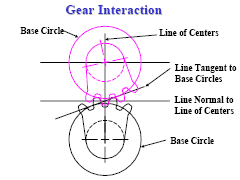 Gear Interaction
Base Circle
Line of Centers
Line Tangent to
Base Circles
Line Normal to
Line of Centers
Base Circle